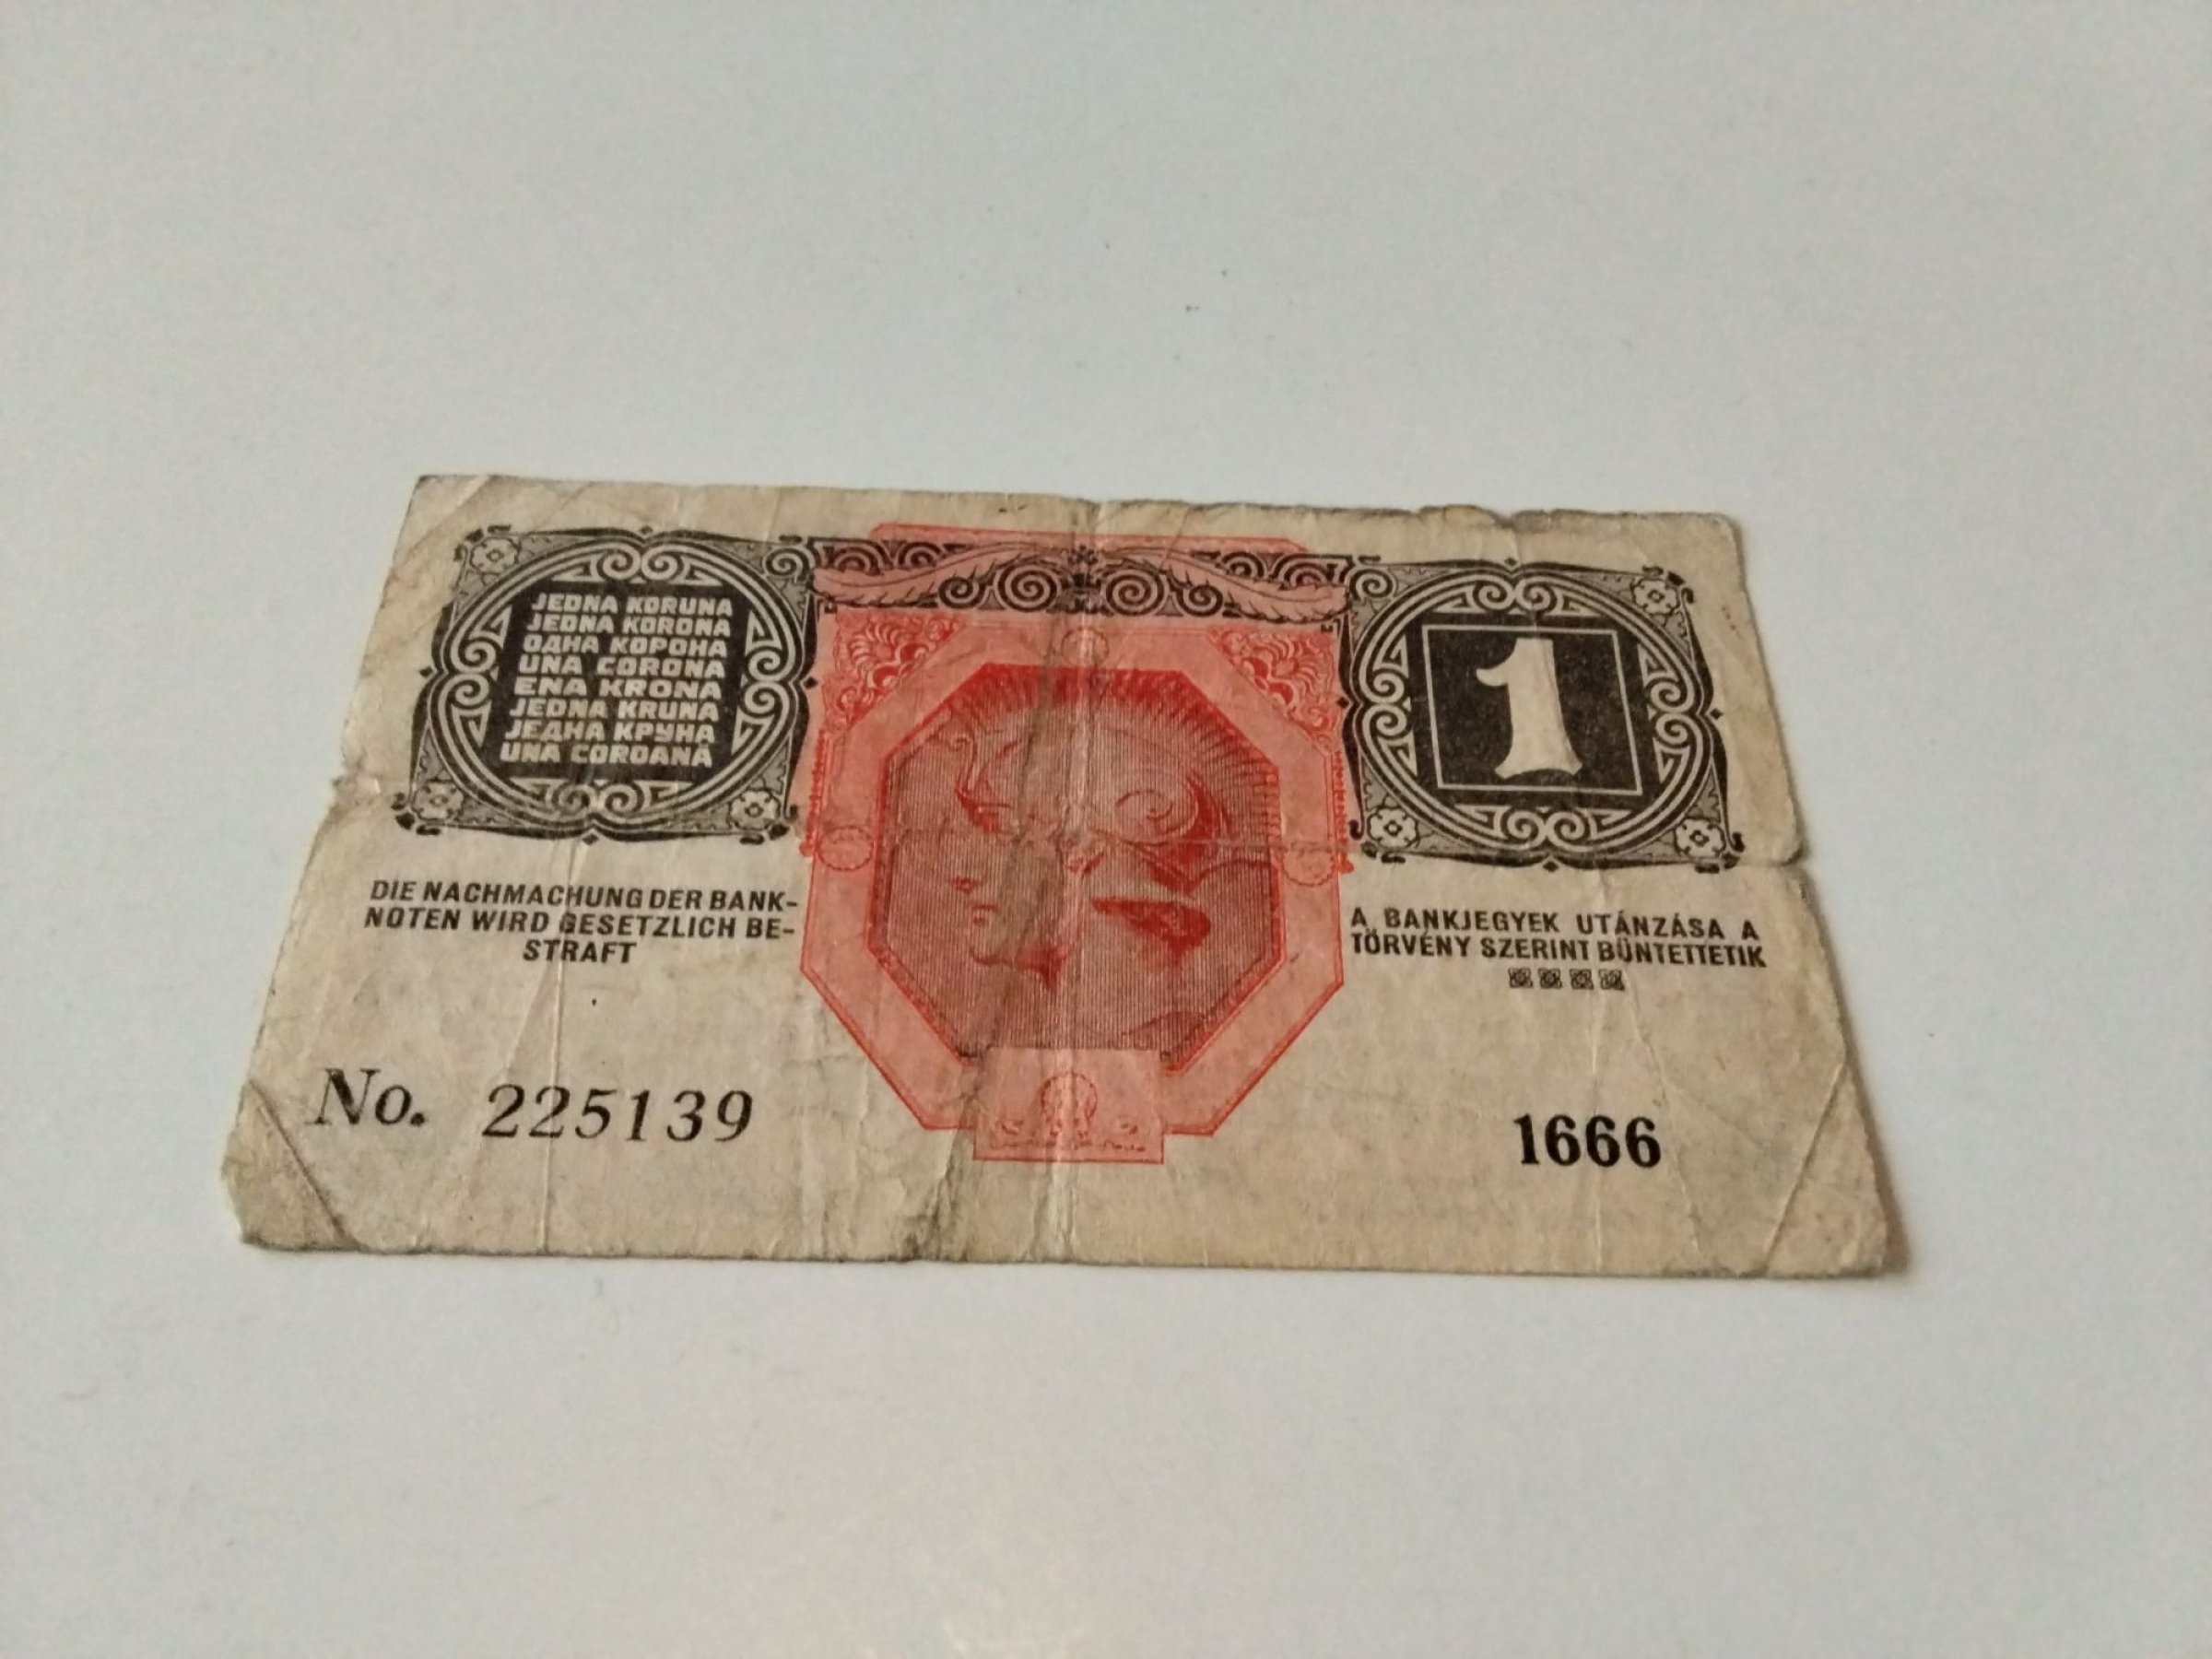 JEDNA KORUNA
JEDNA KORONA
ОДНА КОРОНА
UNA CORONA
ENA KRONA
JEDNA KRUNA
ЈЕДНА КРУНА
UNA COROANĂ
1
DIE NACHMACHUNG DER BANK-
NOTEN WIRD GESETZLICH BE-
STRAFT
A BANKJEGYEK UTÁNZÁSA A
TÖRVÉNY SZERINT BÜNTETTETIK
No. 225139
1666